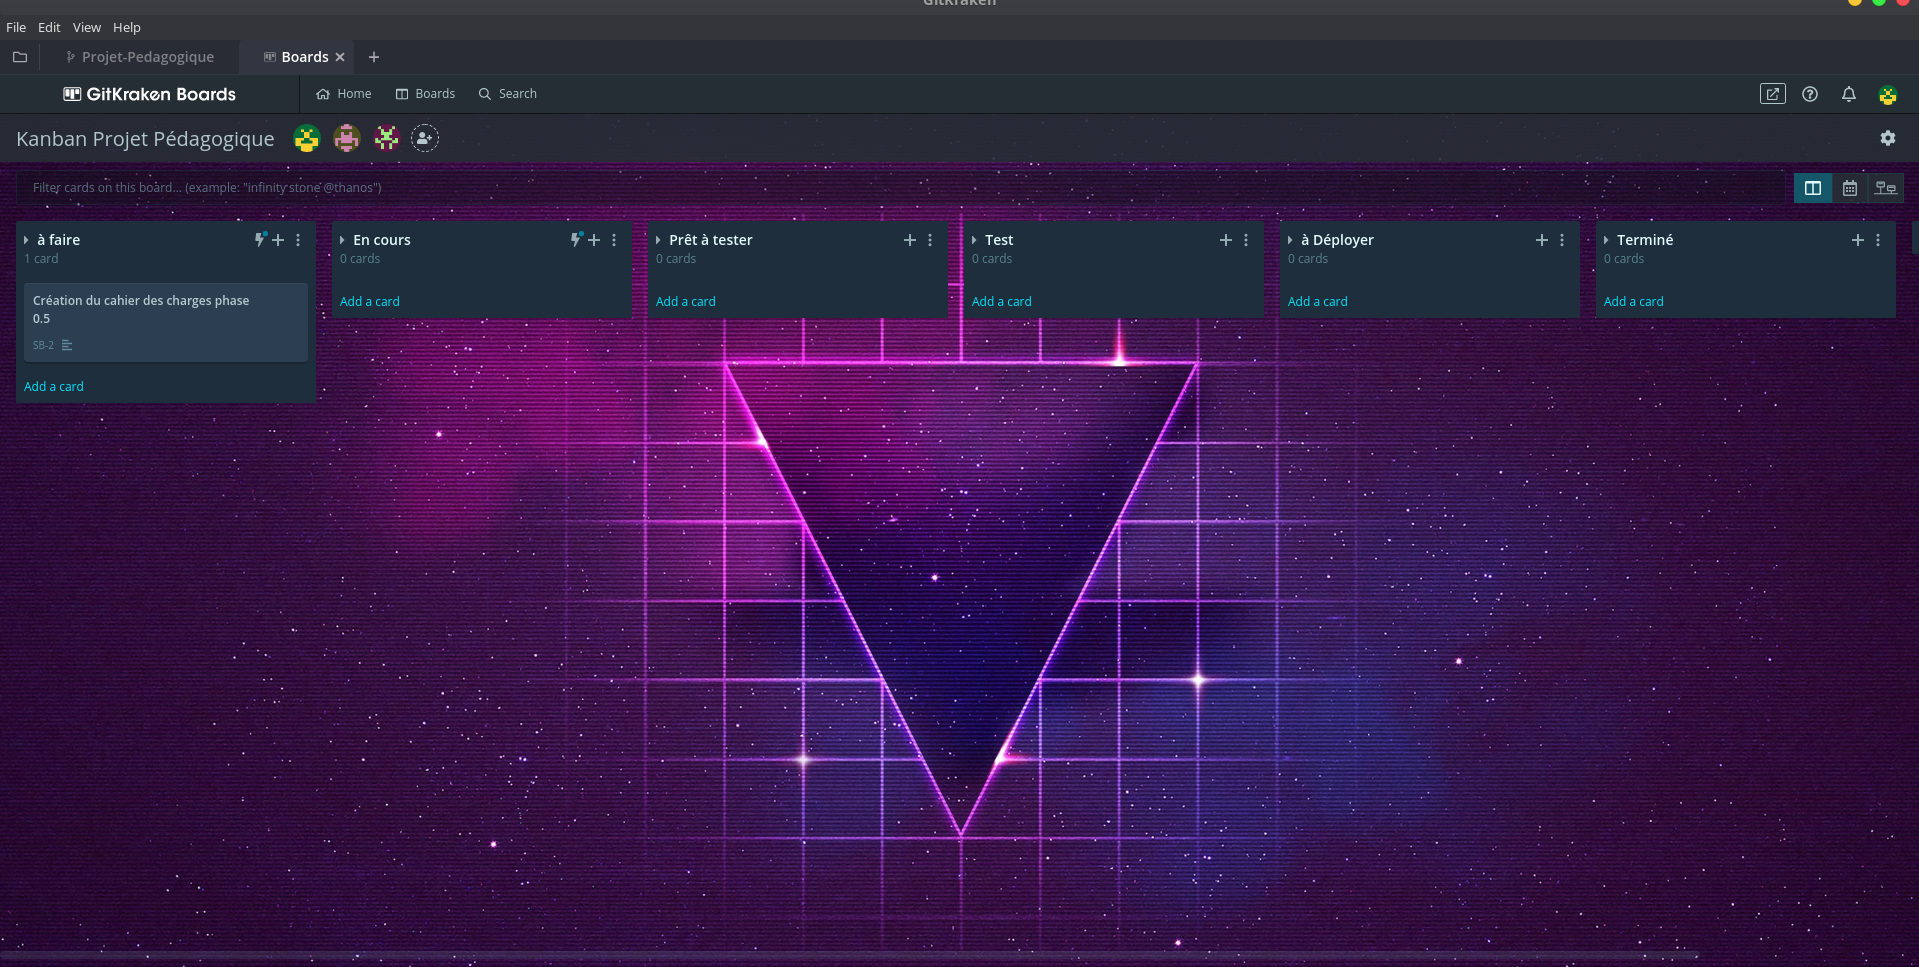 GitKraken
File Edit View Help
Projet-Pedagogique Boards
GitKraken Boards Home Boards Search
Kanban Projet Pédagogique
Filter cards on this board... (example: "infinity stone @thanos")
à faire
1 card
Création du cahier des charges phase
0.5
SB-2
Add a card
En cours
0 cards
Add a card
Prêt à tester
0 cards
Add a card
Test
0 cards
Add a card
à Déployer
0 cards
Add a card
Terminé
0 cards
Add a card